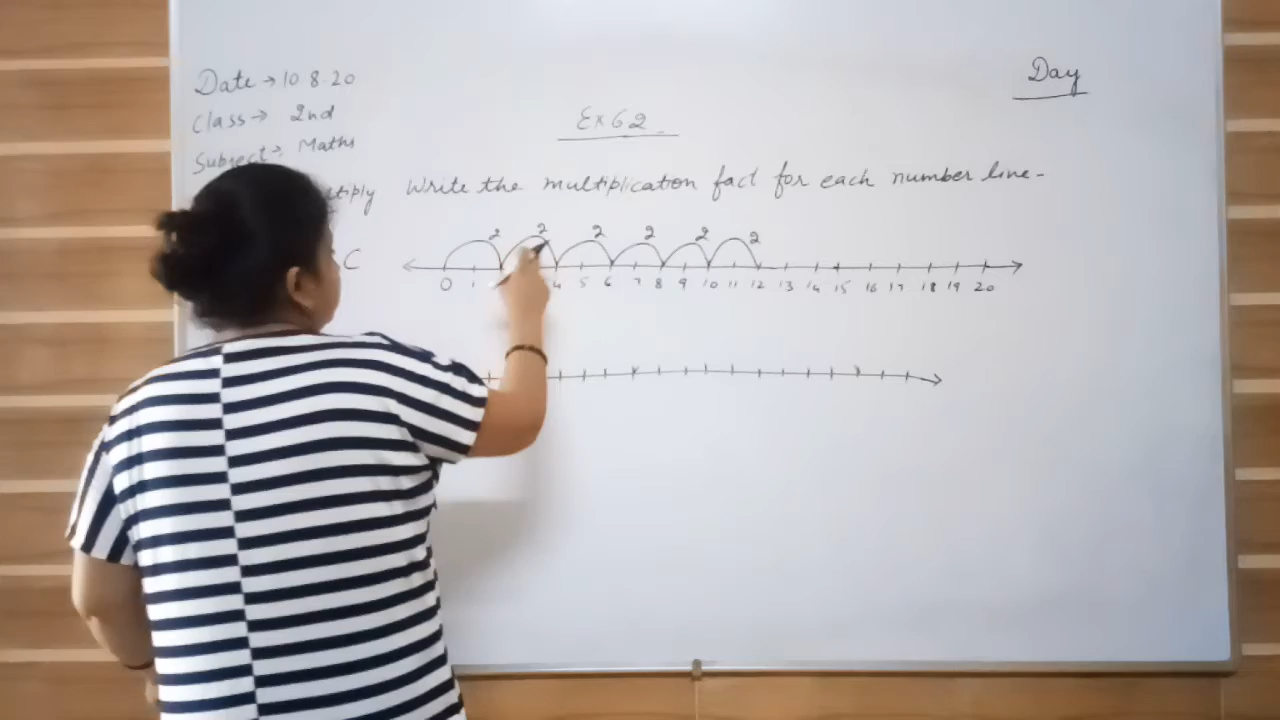 Date → 10 8.20
Day
Class → 2nd
Ex 6 2
Subject → Maths
Write the multiplication fact for each number line-
2 2 2 2 2 2
C
0 1 4 5 6 7 8 9 10 11 12 13 14 15 16 17 18 19 20